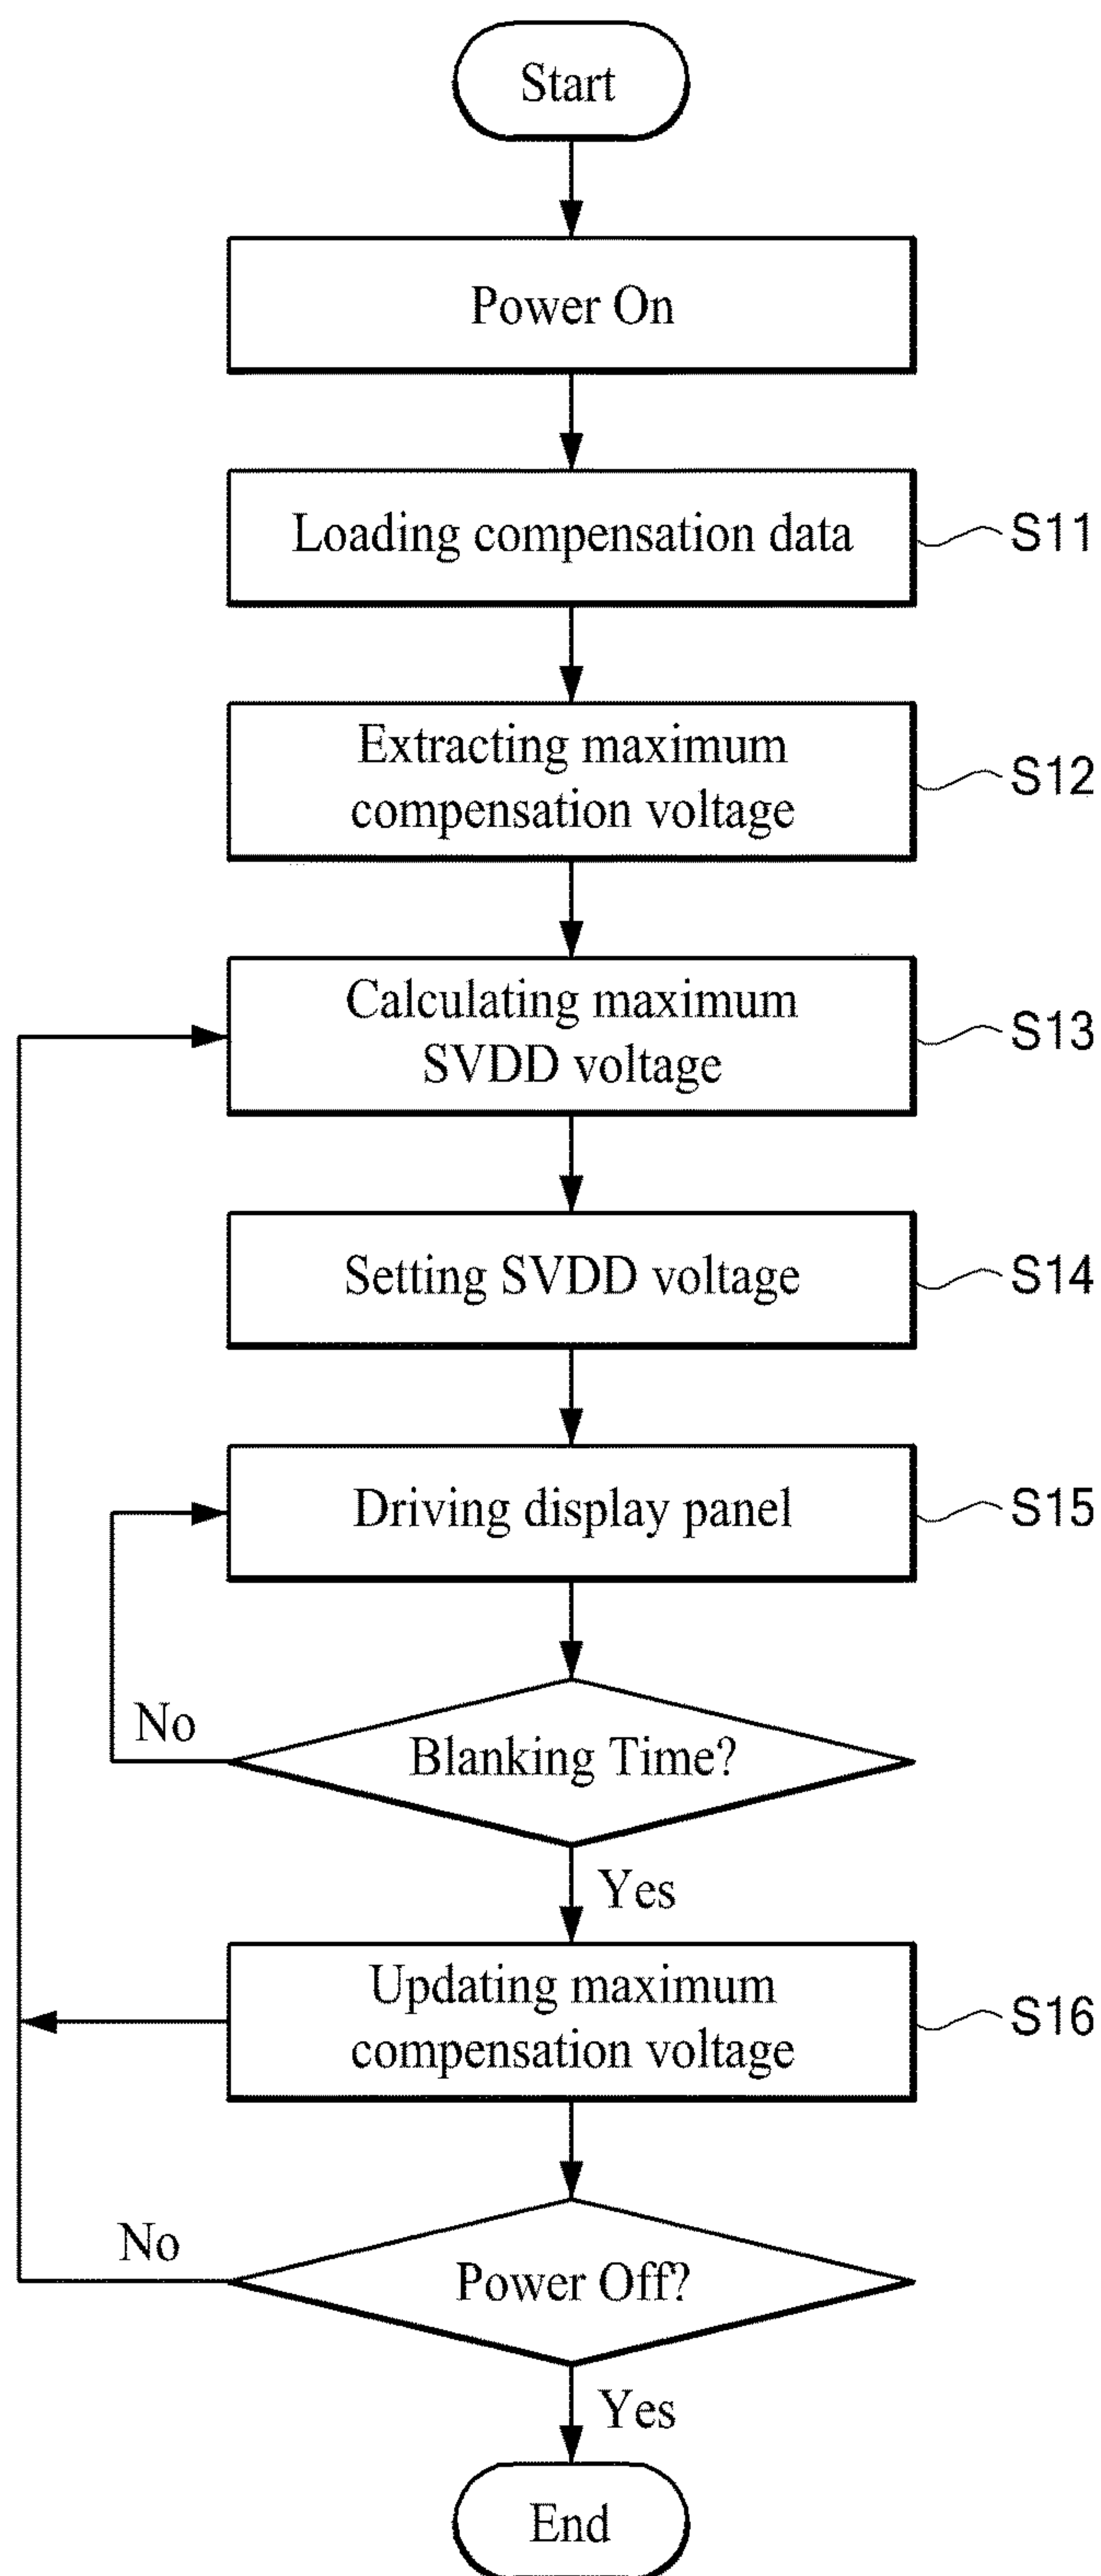 Start
Power On
Loading compensation data
S11
Extracting maximum
compensation voltage
S12
Calculating maximum
SVDD voltage
S13
Setting SVDD voltage
S14
Driving display panel
S15
No
Blanking Time?
Yes
Updating maximum
compensation voltage
S16
No
Power Off?
Yes
End